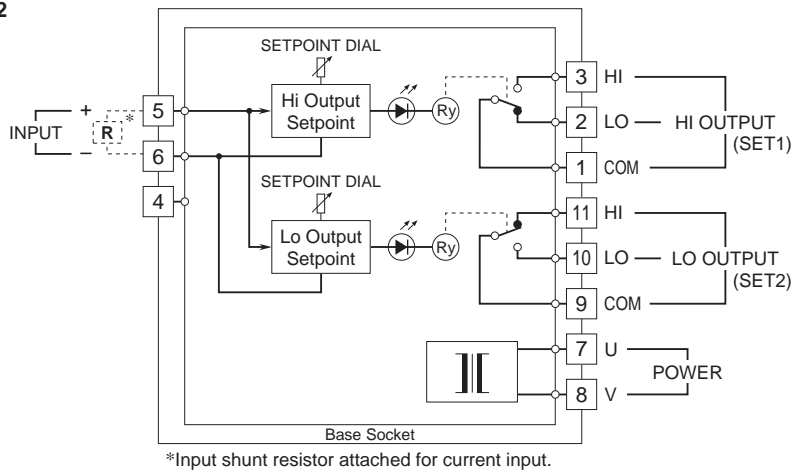 2
SETPOINT DIAL
Hi Output
Setpoint
Ry
3 HI
2 LO
1 COM
HI OUTPUT
(SET1)
INPUT
+
−
R
*
5
6
4
SETPOINT DIAL
Lo Output
Setpoint
Ry
11 HI
10 LO
9 COM
LO OUTPUT
(SET2)
7 U
8 V
POWER
Base Socket
*Input shunt resistor attached for current input.